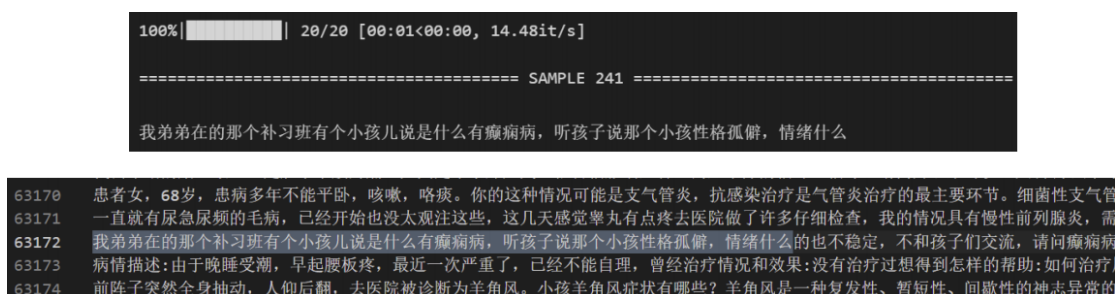 100%|██████████| 20/20 [00:01<00:00, 14.48it/s]
======================================== SAMPLE 241 ========================================
我弟弟在的那个补习班有个小孩儿说是什么有癫痫病，听孩子说那个小孩性格孤僻，情绪什么
63170 患者女，68岁，患病多年不能平卧，咳嗽，咯痰。你的这种情况可能是支气管炎，抗感染治疗是气管炎治疗的最主要环节。细菌性支气管
63171 一直就有尿急尿频的毛病，已经开始也没太观注这些，这几天感觉睾丸有点疼去医院做了许多仔细检查，我的情况具有慢性前列腺炎，需
63172 我弟弟在的那个补习班有个小孩儿说是什么有癫痫病，听孩子说那个小孩性格孤僻，情绪什么的也不稳定，不和孩子们交流，请问癫痫病
63173 病情描述:由于晚睡受潮，早起腰板疼，最近一次严重了，已经不能自理，曾经治疗情况和效果:没有治疗过想得到怎样的帮助:如何治疗
63174 前阵子突然全身抽动，人仰后翻，去医院被诊断为羊角风。小孩羊角风症状有哪些？羊角风是一种复发性、暂短性、间歇性的神志异常的